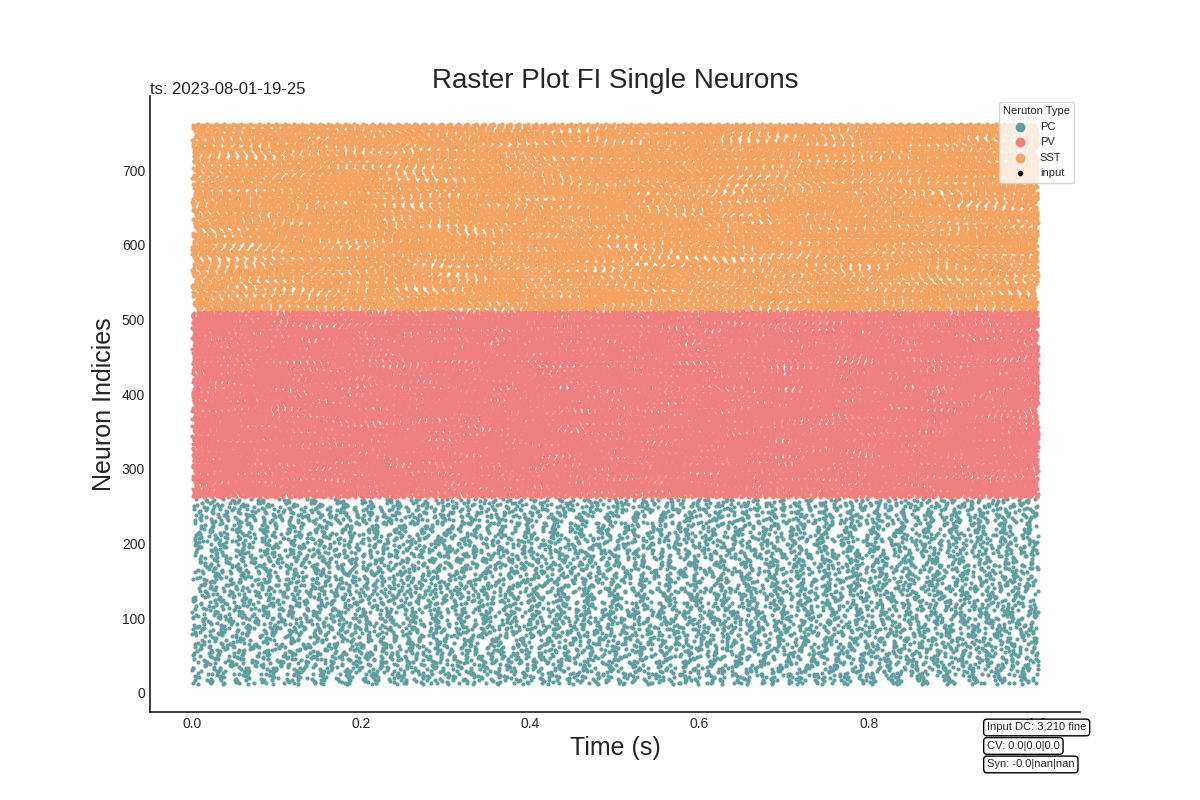 Raster Plot FI Single Neurons
ts: 2023-08-01-19-25
Neruton Type
PC
PV
SST
input
Neuron Indicies
700
600
500
400
300
200
100
0
0.0 0.2 0.4 0.6 0.8
Time (s)
Input DC: 3,210 fine
CV: 0.0|0.0|0.0
Syn: -0.0|nan|nan